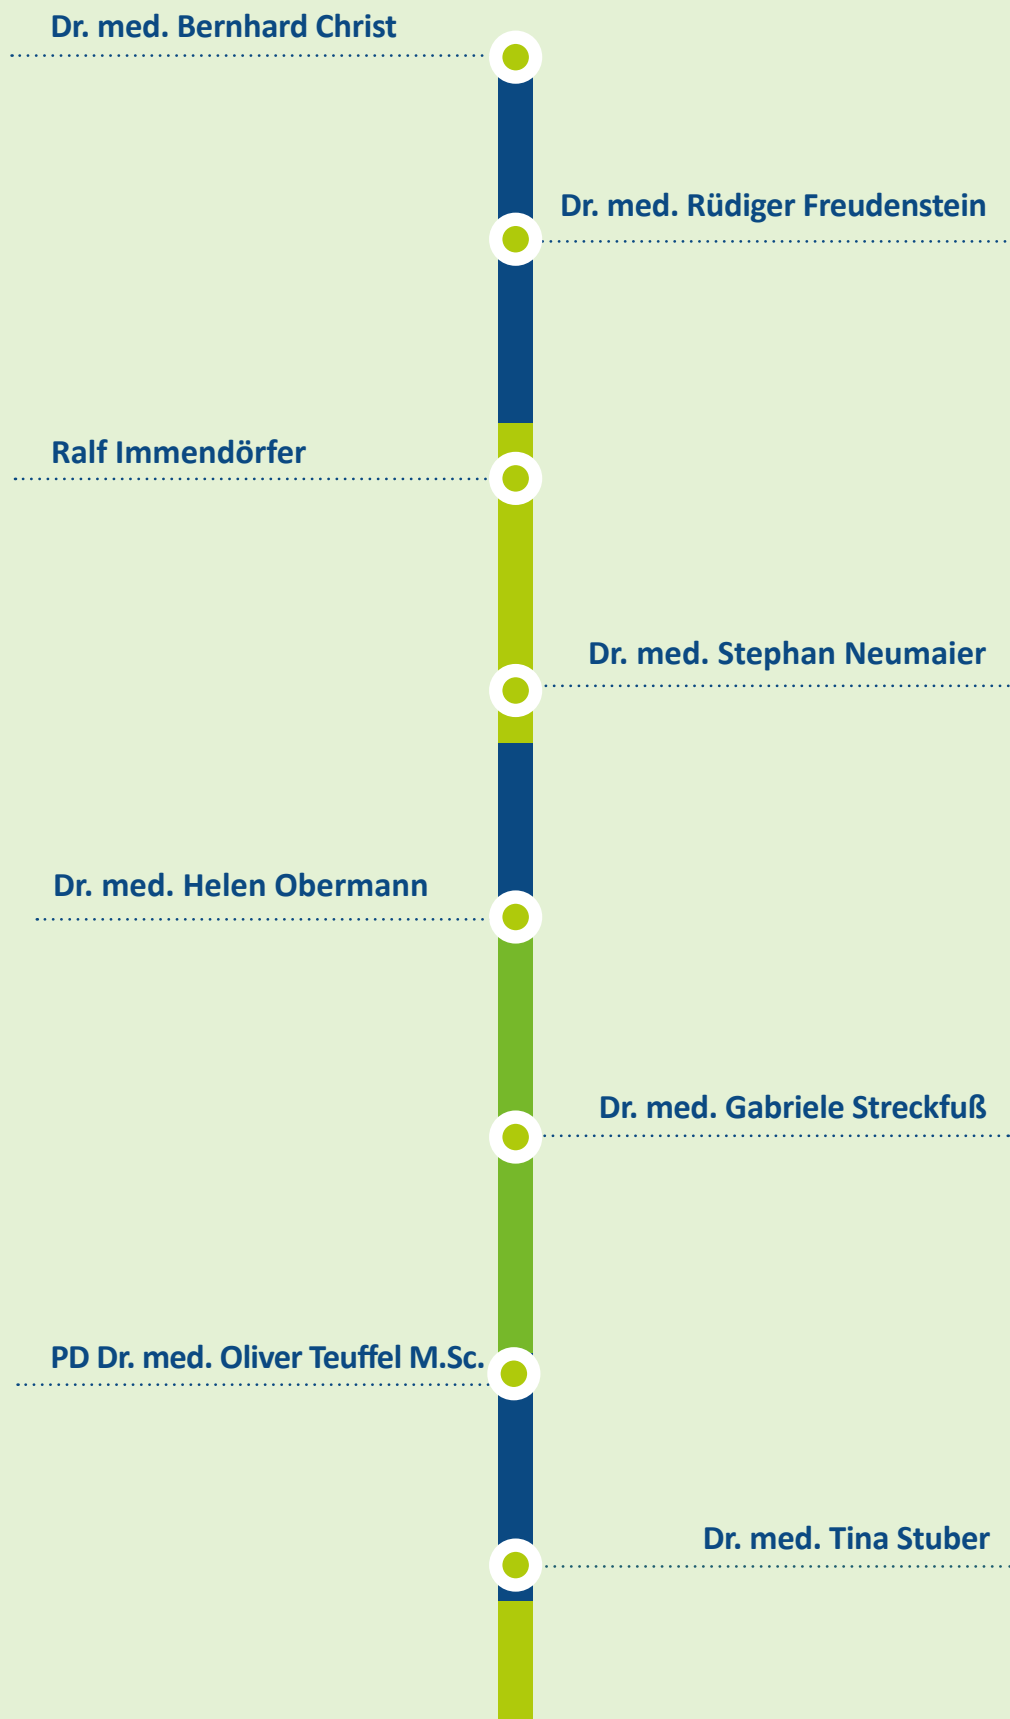 Dr. med. Bernhard Christ
Dr. med. Rüdiger Freudenstein
Ralf Immendörfer
Dr. med. Stephan Neumaier
Dr. med. Helen Obermann
Dr. med. Gabriele Streckfuß
PD Dr. med. Oliver Teuffel M.Sc.
Dr. med. Tina Stuber